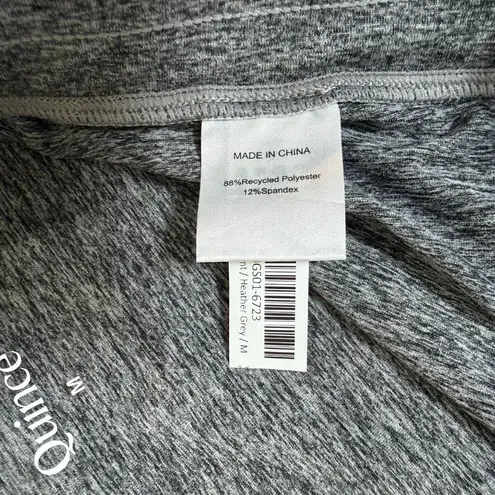 MADE IN CHINA
88%Recycled Polyester
12%Spandex
GS01-6723
/ Heather Grey / M
Quince
M